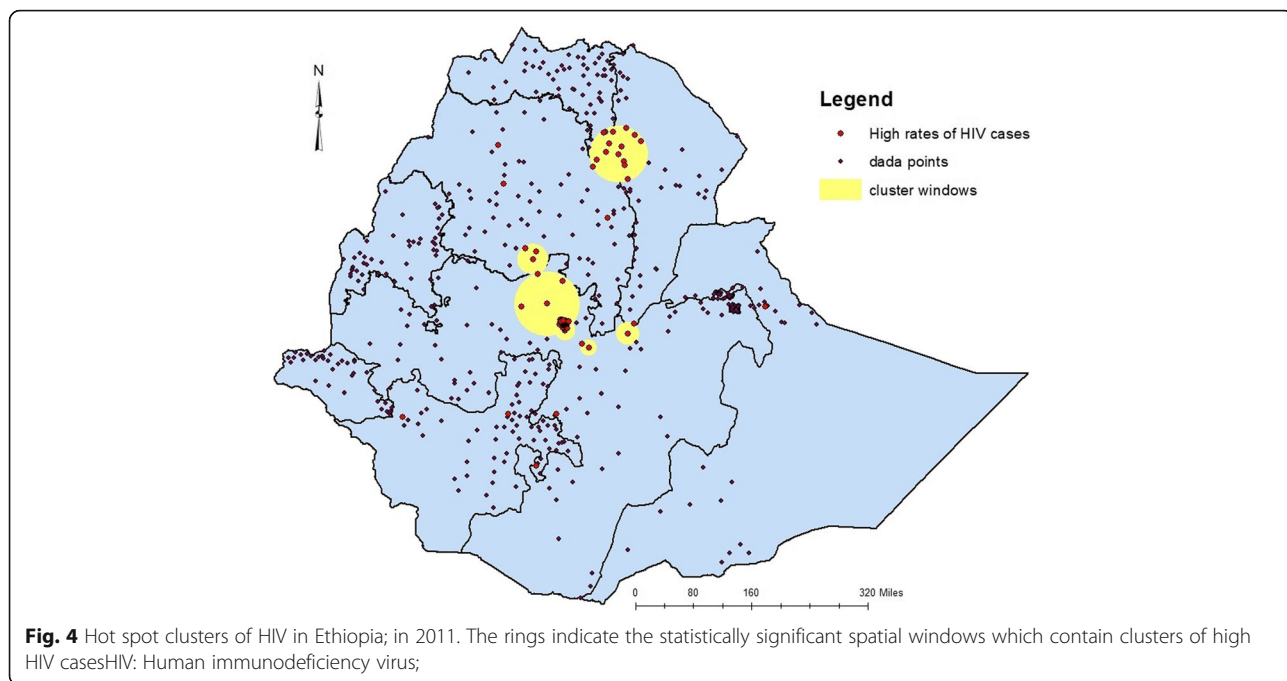 N
Legend
High rates of HIV cases
dada points
cluster windows
0 80 160 320 Miles
Fig. 4 Hot spot clusters of HIV in Ethiopia; in 2011. The rings indicate the statistically significant spatial windows which contain clusters of high
HIV casesHIV: Human immunodeficiency virus;